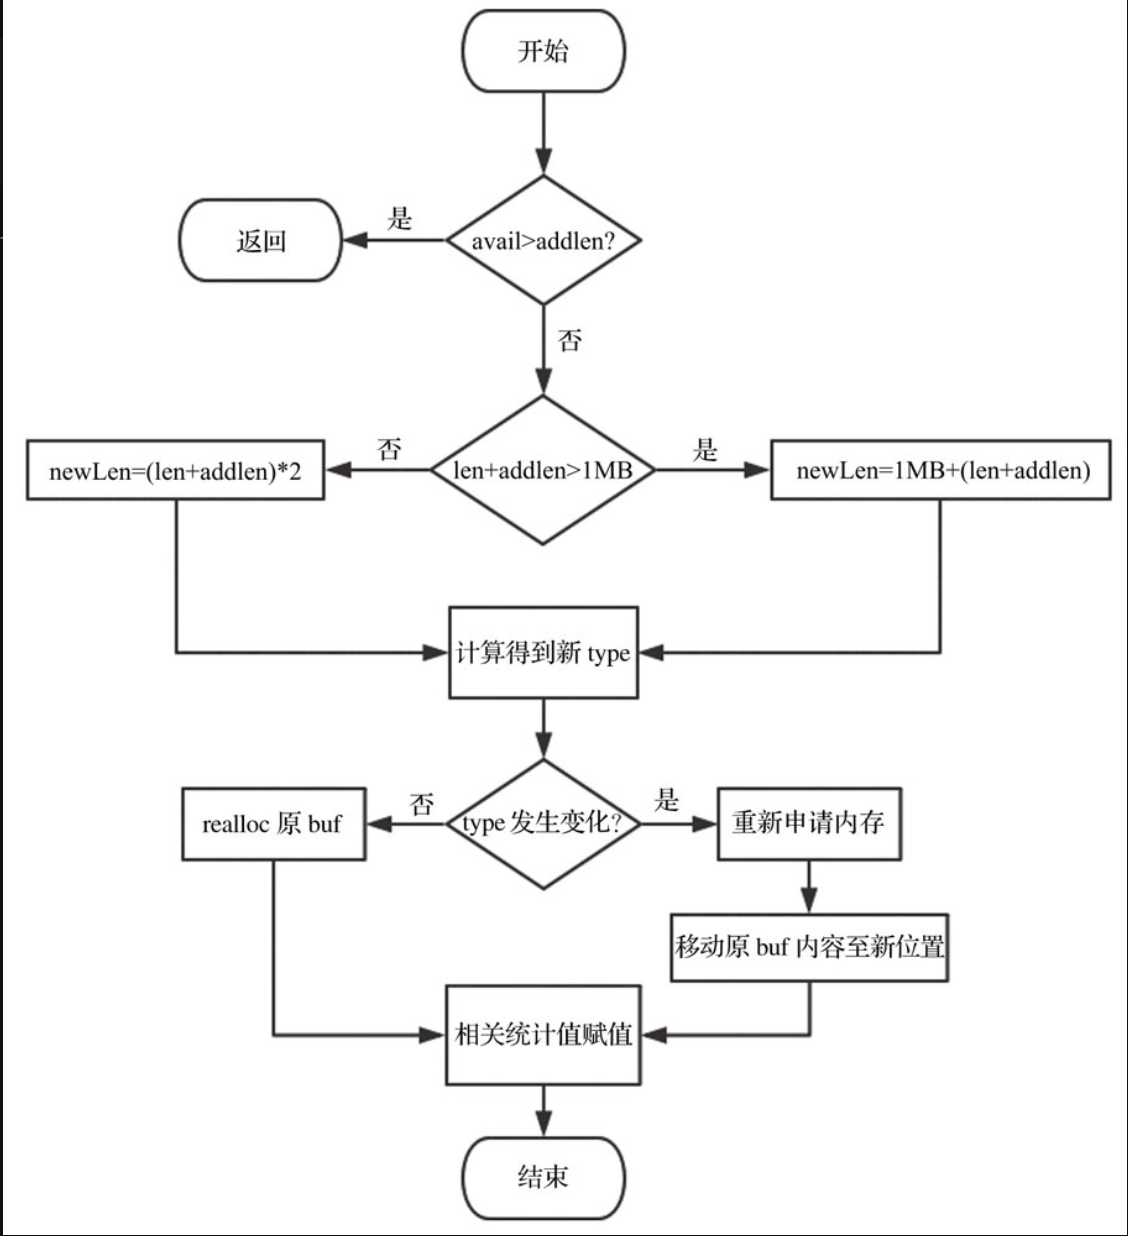 开始
是
返回
avail>addlen?
否
否
是
newLen=(len+addlen)*2
len+addlen>1MB
newLen=1MB+(len+addlen)
计算得到新 type
否
是
realloc 原 buf
type 发生变化?
重新申请内存
移动原 buf 内容至新位置
相关统计值赋值
结束